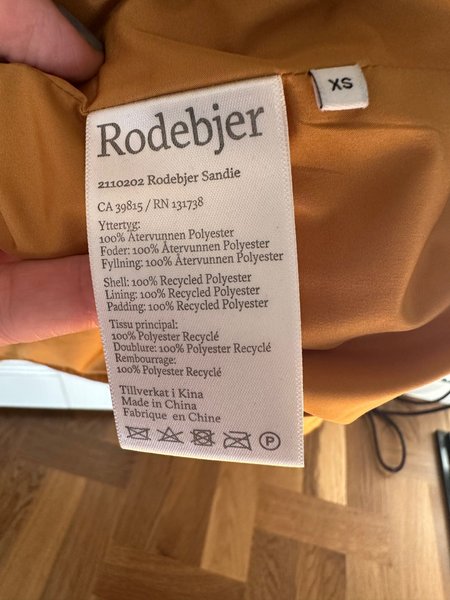 XS
Rodebjer
2110202 Rodebjer Sandie
CA 39815 / RN 131738
Yttertyg:
100% Återvunnen Polyester
Foder: 100% Återvunnen Polyester
Fyllning: 100% Återvunnen Polyester
Shell: 100% Recycled Polyester
Lining: 100% Recycled Polyester
Padding: 100% Recycled Polyester
Tissu principal:
100% Polyester Recyclé
Doublure: 100% Polyester Recyclé
Rembourrage:
100% Polyester Recyclé
Tillverkat i Kina
Made in China
Fabrique en Chine
P